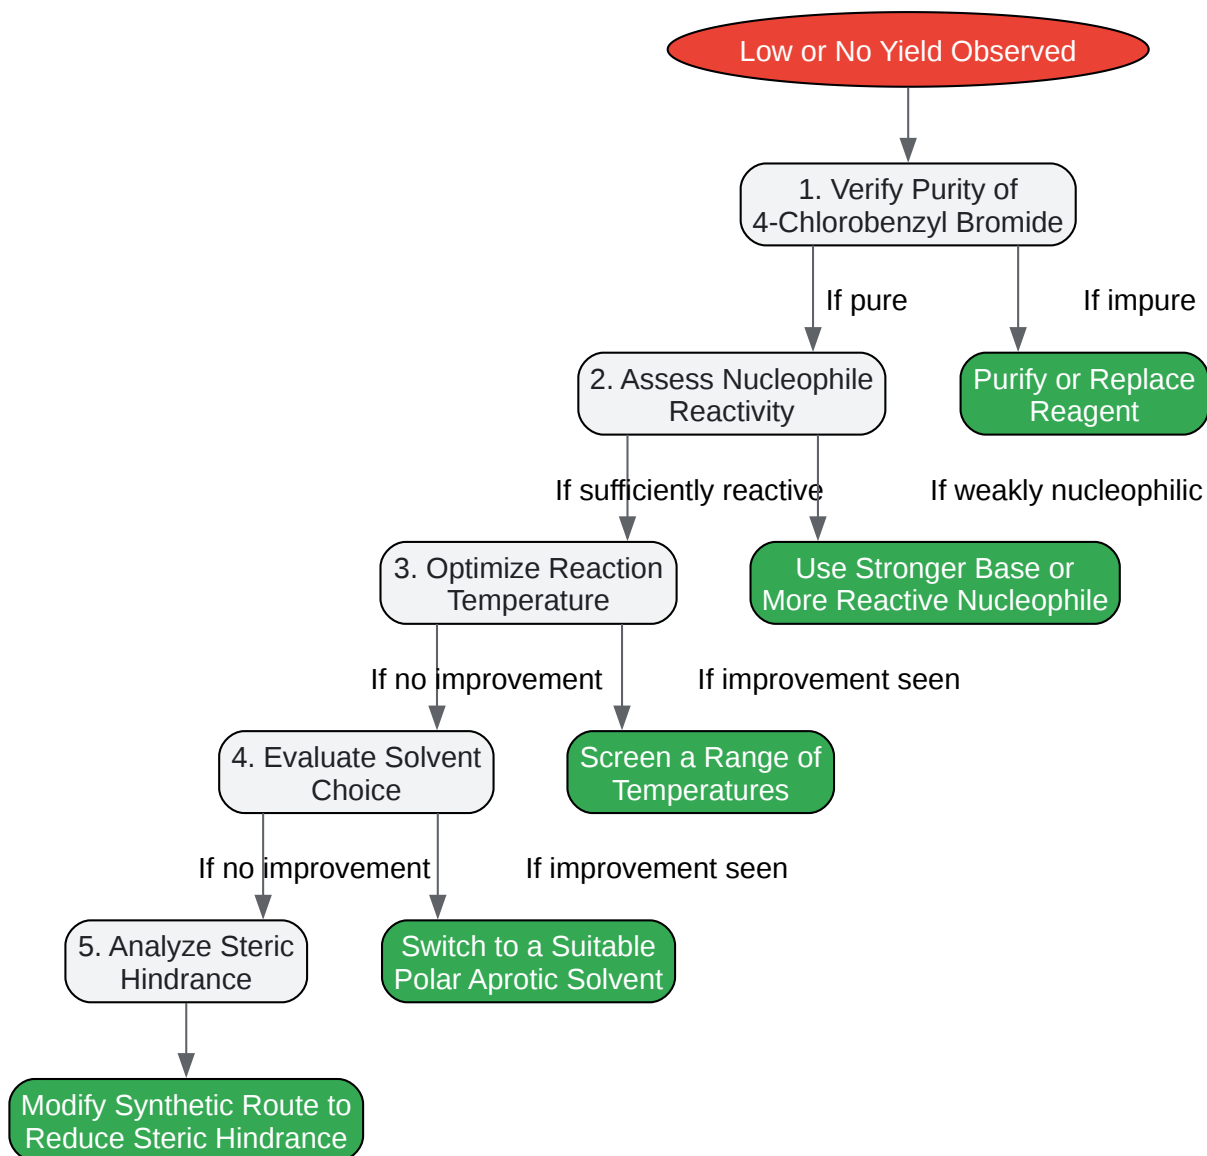 Low or No Yield Observed
1. Verify Purity of
4-Chlorobenzyl Bromide
If pure
If impure
2. Assess Nucleophile
Reactivity
Purify or Replace
Reagent
If sufficiently reactive
If weakly nucleophilic
3. Optimize Reaction
Temperature
Use Stronger Base or
More Reactive Nucleophile
If no improvement
If improvement seen
4. Evaluate Solvent
Choice
Screen a Range of
Temperatures
If no improvement
If improvement seen
5. Analyze Steric
Hindrance
Switch to a Suitable
Polar Aprotic Solvent
Modify Synthetic Route to
Reduce Steric Hindrance